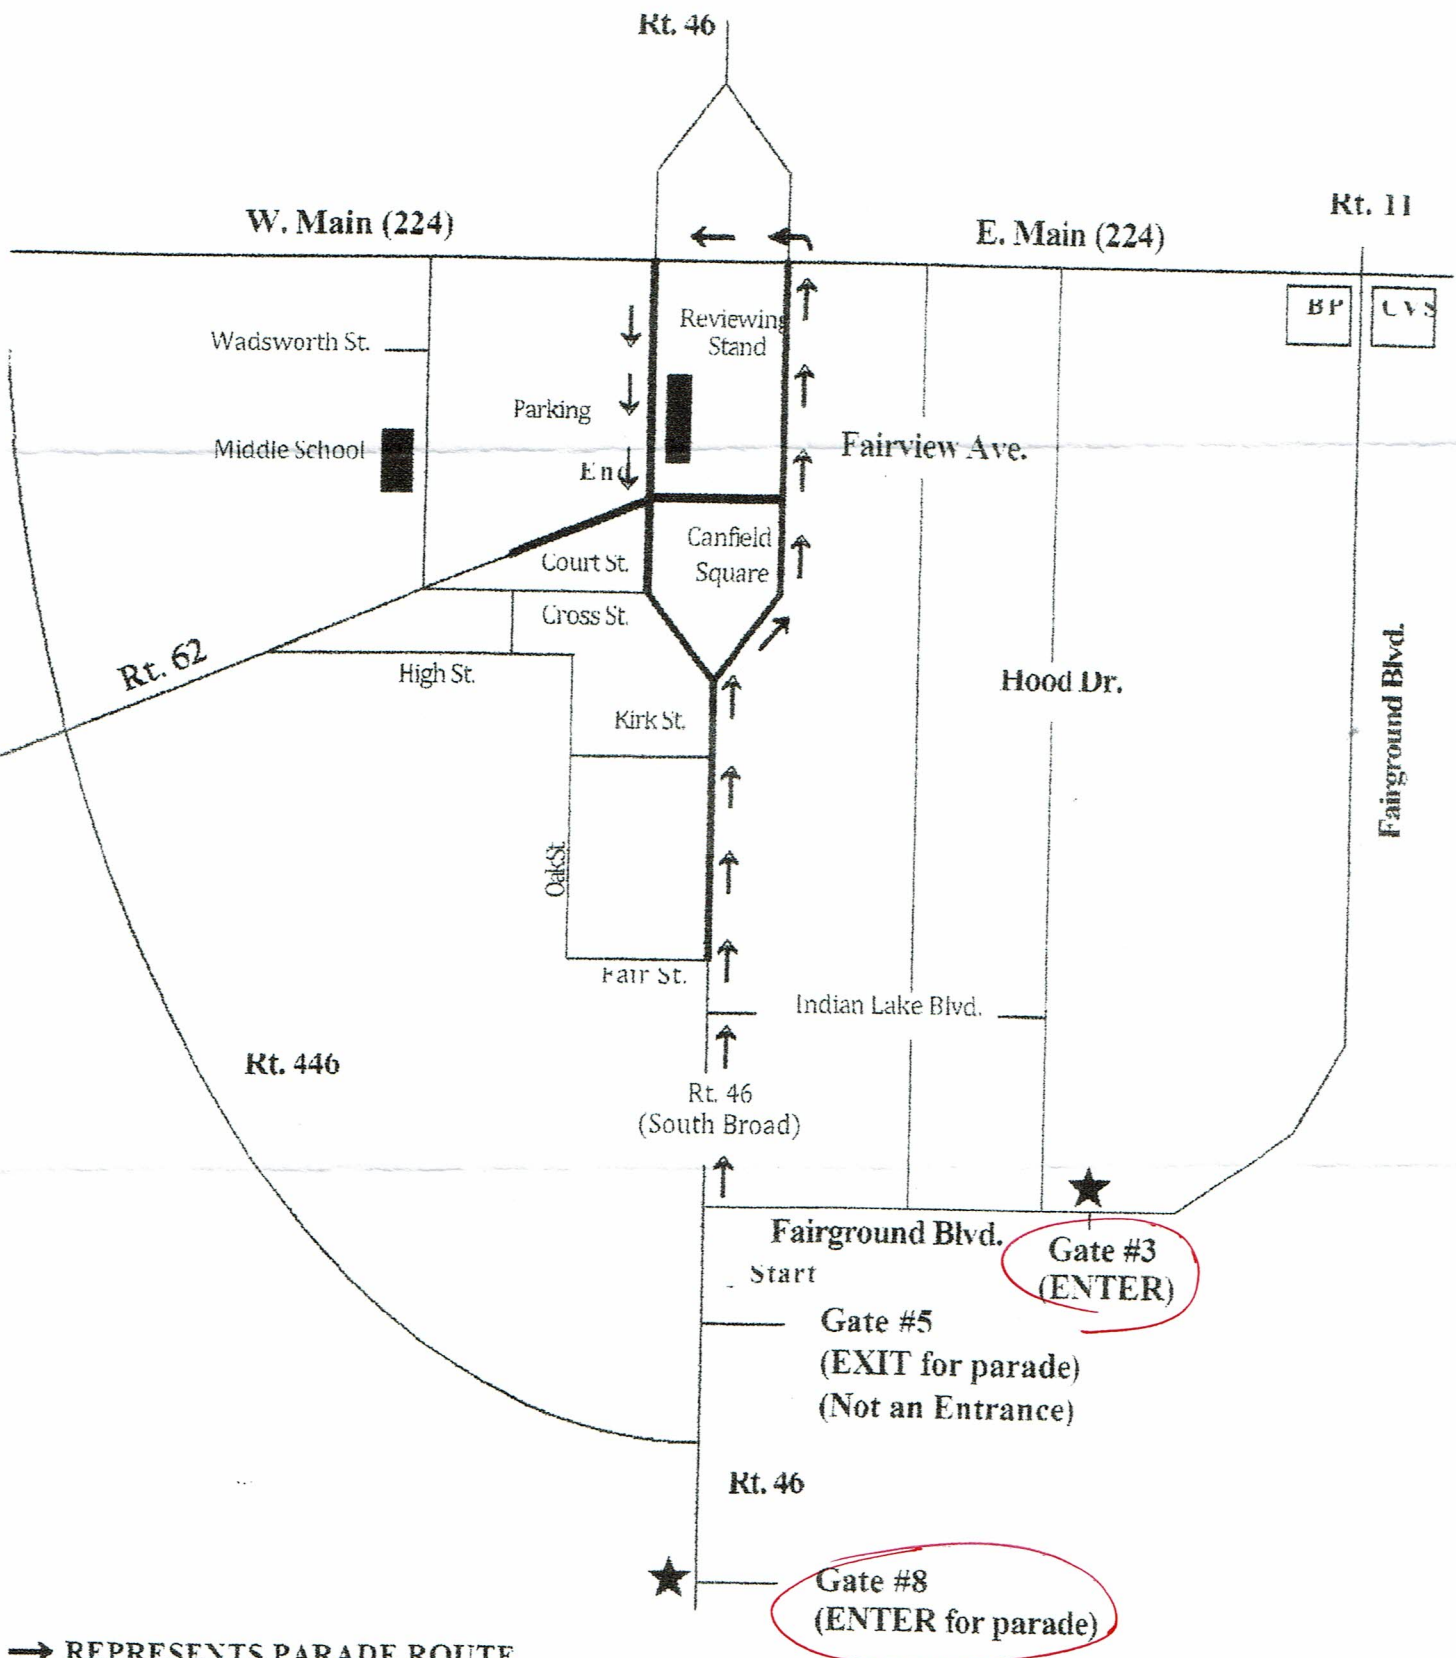 Rt. 46
W. Main (224)
E. Main (224)
Rt. 11
BP
CVS
Wadsworth St.
Reviewing
Stand
Parking
Middle School
Fairview Ave.
End
Canfield
Square
Court St.
Cross St.
Rt. 62
High St.
Hood Dr.
Fairground Blvd.
Kirk St.
Oak St.
Fair St.
Indian Lake Blvd.
Rt. 446
Rt. 46
(South Broad)
Fairground Blvd.
Gate #3
(ENTER)
Start
Gate #5
(EXIT for parade)
(Not an Entrance)
Rt. 46
Gate #8
(ENTER for parade)
→ REPRESENTS PARADE ROUTE